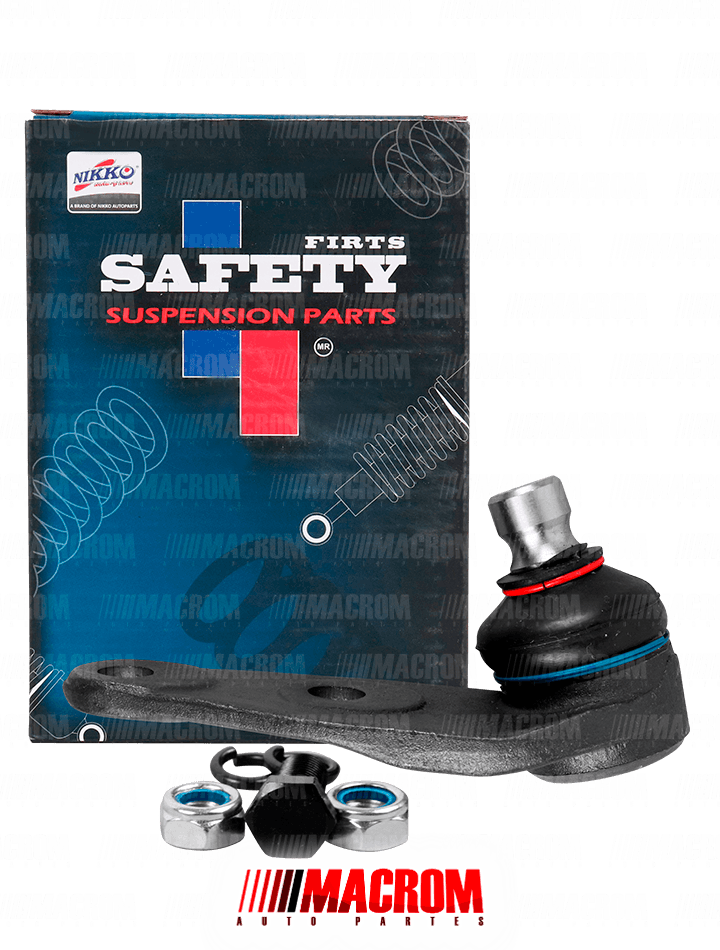 NIKKO
A BRAND OF NIKKO AUTOPARTS
FIRTS
SAFETY
SUSPENSION PARTS
MR
MACROM
AUTO PARTES